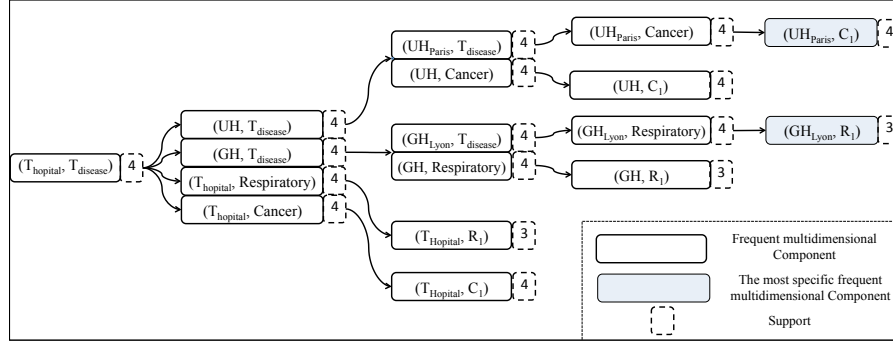 (UH_Paris, T_disease) 4
(UH_Paris, Cancer) 4
(UH_Paris, C_1) 4
(UH, Cancer) 4
(UH, C_1) 4
(UH, T_disease) 4
(GH, T_disease) 4
(GH_Lyon, T_disease) 4
(GH_Lyon, Respiratory) 4
(GH_Lyon, R_1) 3
(T_hopital, T_disease) 4
(GH, Respiratory) 4
(GH, R_1) 3
(T_hopital, Respiratory) 4
(T_hopital, Cancer) 4
(T_Hopital, R_1) 3
(T_Hopital, C_1) 4
Frequent multidimensional
Component
The most specific frequent
multidimensional Component
Support